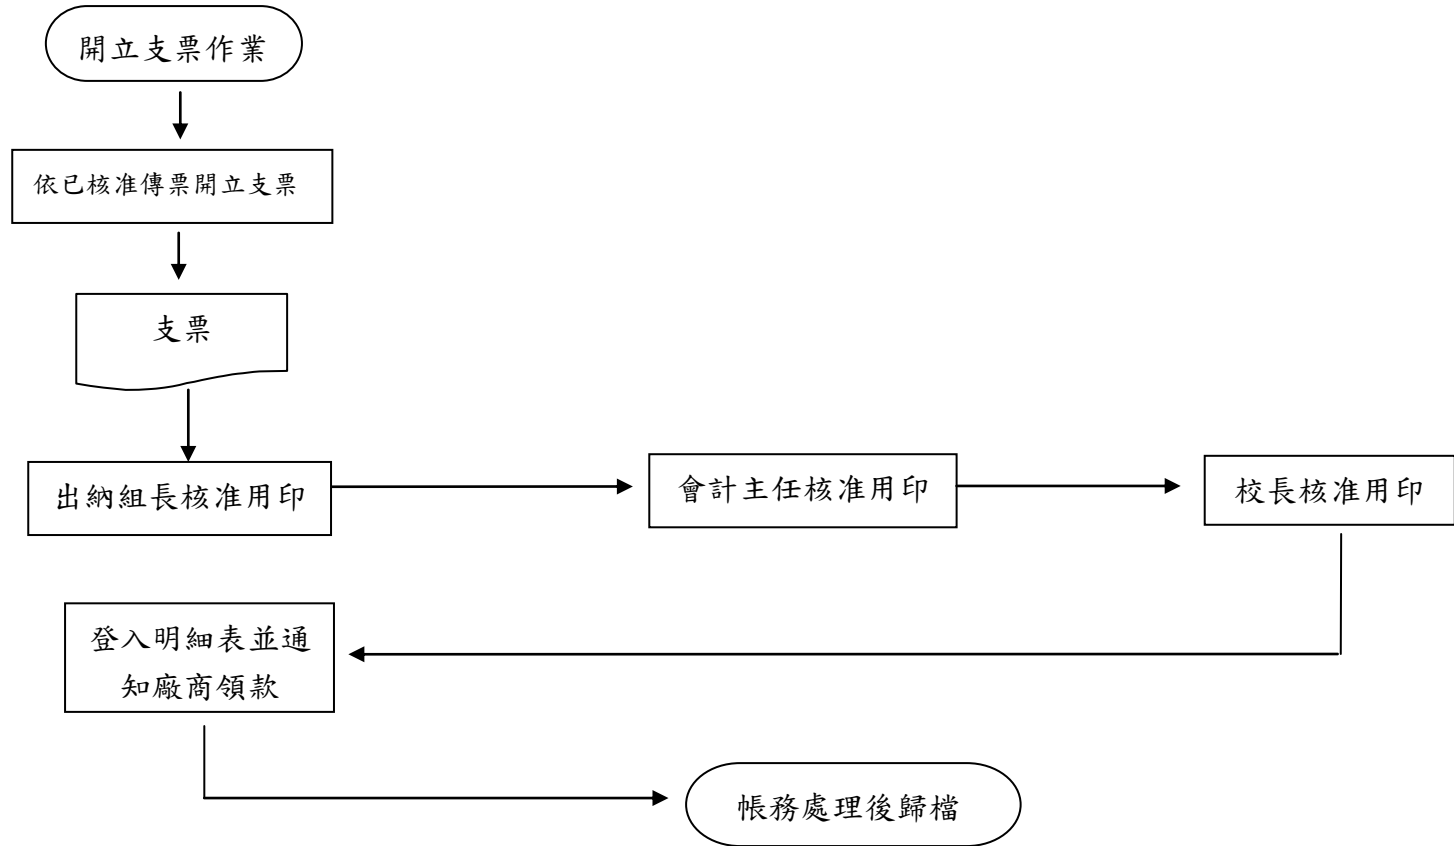 開立支票作業
依已核准傳票開立支票
支票
出納組長核准用印
會計主任核准用印
校長核准用印
登入明細表並通
知廠商領款
帳務處理後歸檔